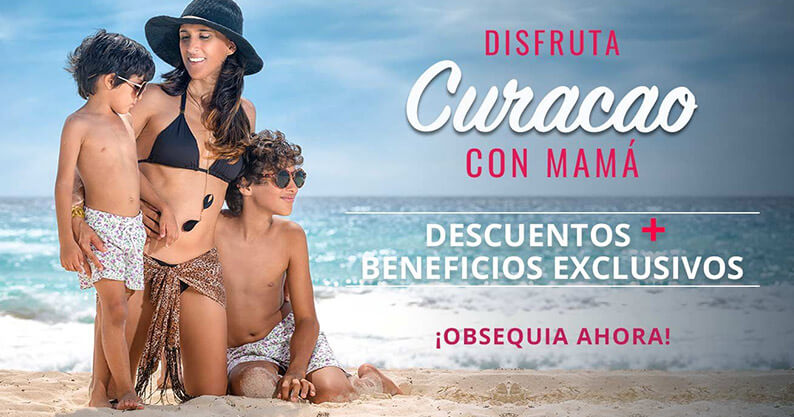 DISFRUTA
Curacao
CON MAMÁ
DESCUENTOS +
BENEFICIOS EXCLUSIVOS
¡OBSEQUIA AHORA!